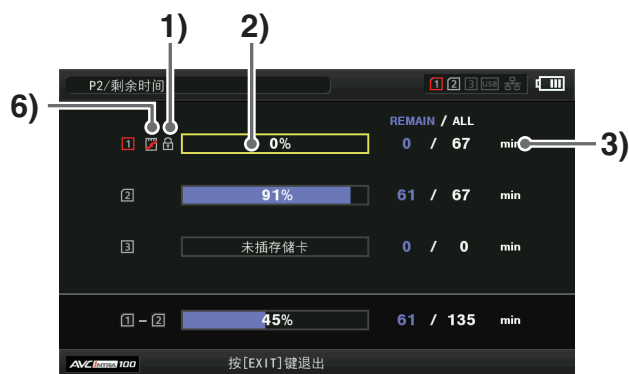 1) 2)
6)
3)
P2/剩余时间 1 2 3 USB
REMAIN / ALL
1 0% 0 / 67 min
2 91% 61 / 67 min
3 未插存储卡 0 / 0 min
1 – 2 45% 61 / 135 min
AVC INTRA 100 按[EXIT]键退出